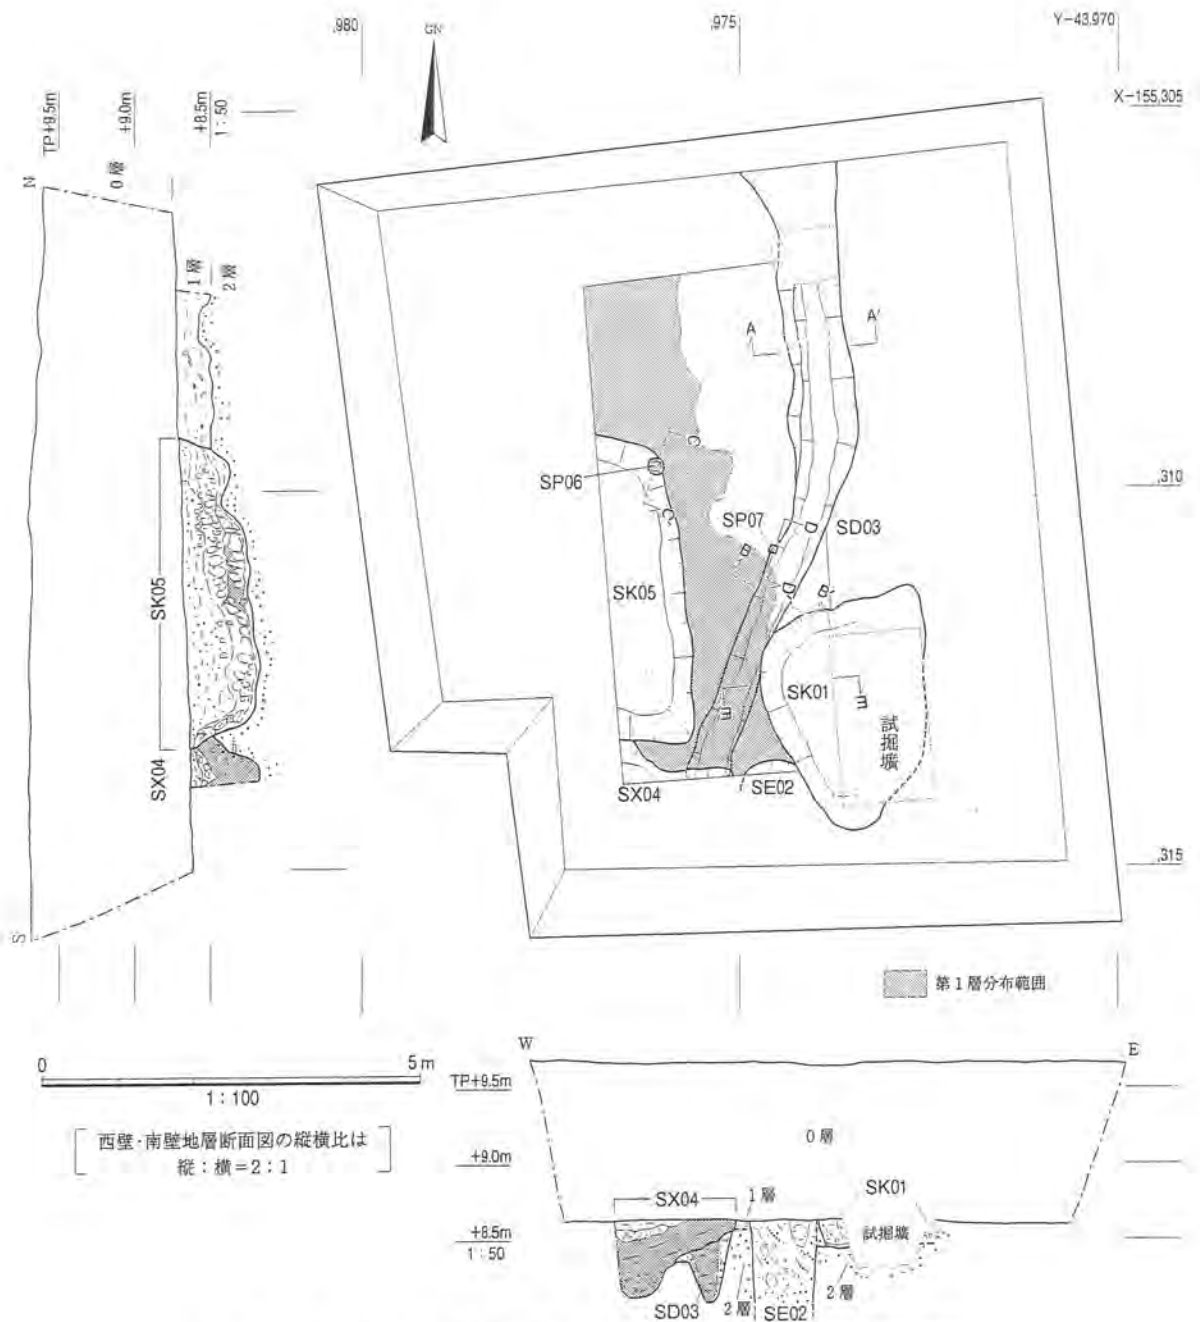 ,980
GN
,975
Y-43,970
X-155,305
TP+9.5m
+9.0m
+8.5m
1:50
N
0層
1層
2層
A
A'
,310
SP06
C'
C
SP07
D
SD03
B
D'
B'
SK05
SK05
SK01
E
E
試掘壙
SX04
SX04
SE02
,315
S
第1層分布範囲
0
5m
1:100
西壁・南壁地層断面図の縦横比は
縦:横=2:1
W
E
TP+9.5m
0層
+9.0m
SK01
SX04
1層
試掘壙
+8.5m
1:50
2層
2層
SD03
SE02